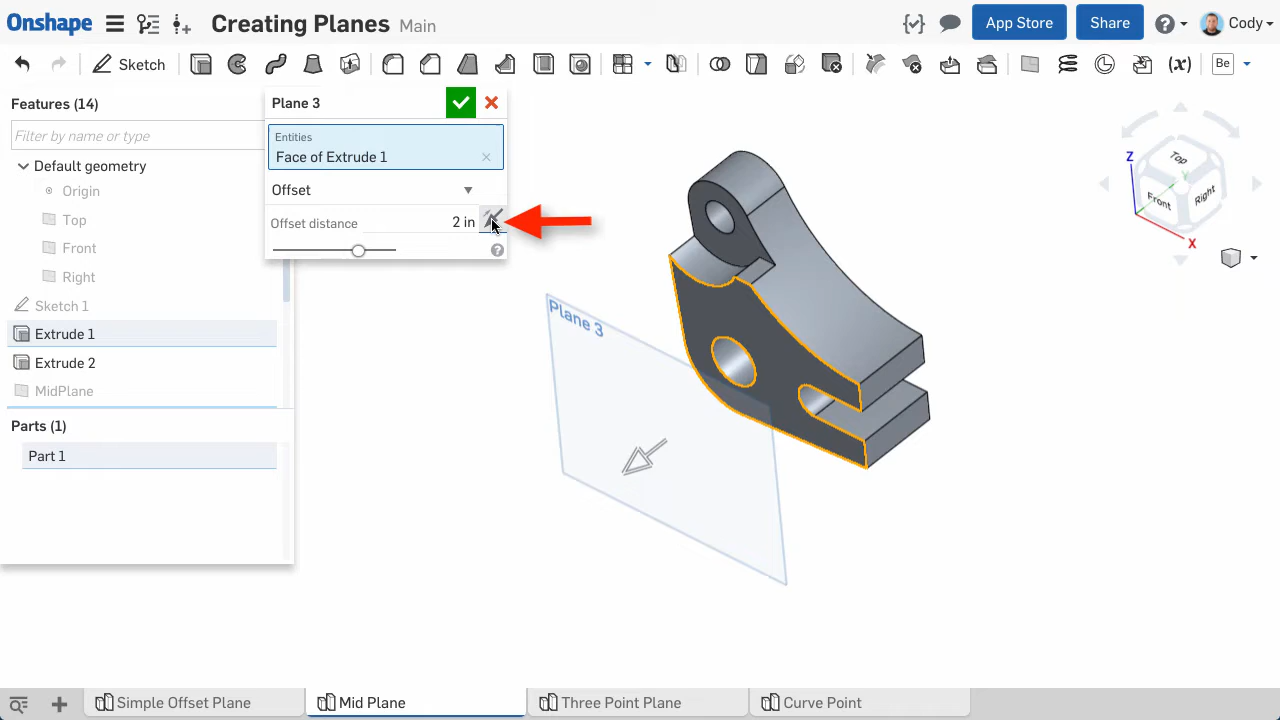 Onshape Creating Planes Main App Store Share Cody
Sketch (x) Be
Features (14)
Filter by name or type
Default geometry
Origin
Top
Front
Right
Sketch 1
Extrude 1
Extrude 2
MidPlane
Parts (1)
Part 1
Plane 3
Entities
Face of Extrude 1
Offset
Offset distance 2 in
Plane 3
Z
Top
Front
Right
X
Simple Offset Plane Mid Plane Three Point Plane Curve Point